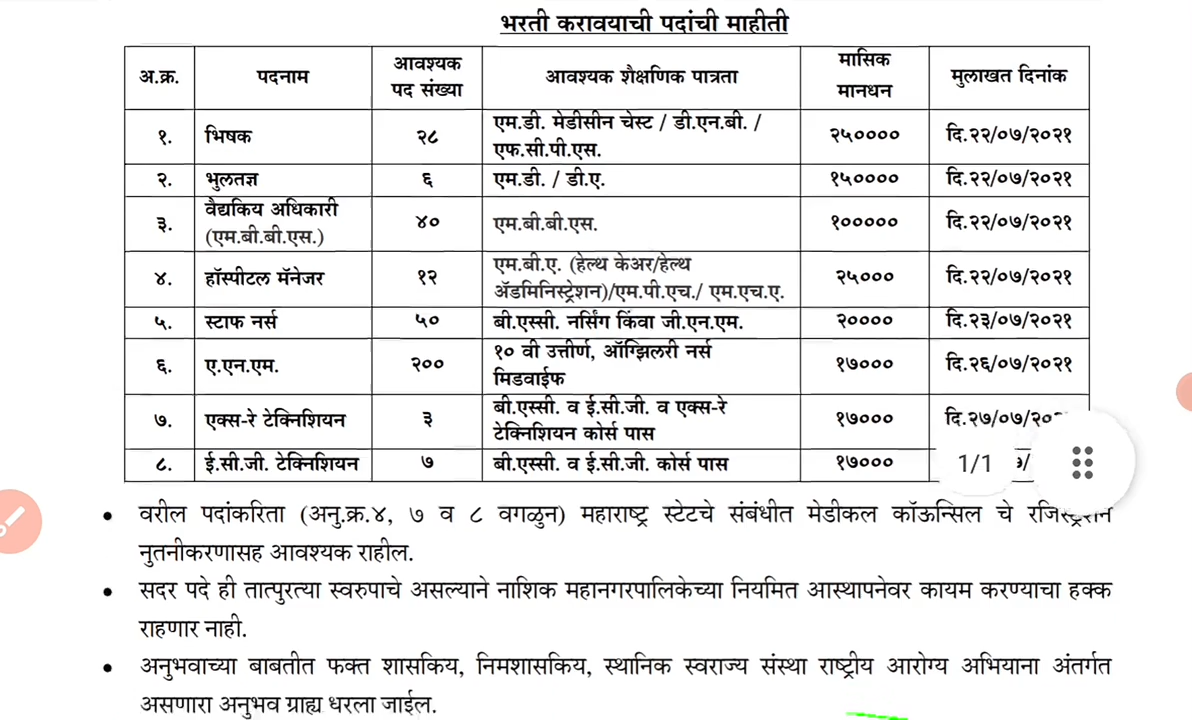 भरती करावयाची पदांची माहीती
अ.क्र. पदनाम आवश्यक पद संख्या आवश्यक शैक्षणिक पात्रता मासिक मानधन मुलाखत दिनांक
१. भिषक २८ एम.डी. मेडीसीन चेस्ट / डी.एन.बी. / एफ.सी.पी.एस. २५०००० दि.२२/०७/२०२१
२. भुलतज्ञ ६ एम.डी. / डी.ए. १५०००० दि.२२/०७/२०२१
३. वैद्यकिय अधिकारी (एम.बी.बी.एस.) ४० एम.बी.बी.एस. १००००० दि.२२/०७/२०२१
४. हॉस्पीटल मॅनेजर १२ एम.बी.ए. (हेल्थ केअर/हेल्थ ॲडमिनिस्ट्रेशन)/एम.पी.एच./ एम.एच.ए. २५००० दि.२२/०७/२०२१
५. स्टाफ नर्स ५० बी.एस्सी. नर्सिंग किंवा जी.एन.एम. २०००० दि.२३/०७/२०२१
६. ए.एन.एम. २०० १० वी उत्तीर्ण, ऑग्झिलरी नर्स मिडवाईफ १७००० दि.२६/०७/२०२१
७. एक्स-रे टेक्निशियन ३ बी.एस्सी. व ई.सी.जी. व एक्स-रे टेक्निशियन कोर्स पास १७००० दि.२७/०७/२०२१
८. ई.सी.जी. टेक्निशियन ७ बी.एस्सी. व ई.सी.जी. कोर्स पास १७०००
1/1
• वरील पदांकरिता (अनु.क्र.४, ७ व ८ वगळुन) महाराष्ट्र स्टेटचे संबंधीत मेडीकल कॉऊन्सिल चे रजिस्ट्रेशन
नुतनीकरणासह आवश्यक राहील.
• सदर पदे ही तात्पुरत्या स्वरुपाचे असल्याने नाशिक महानगरपालिकेच्या नियमित आस्थापनेवर कायम करण्याचा हक्क
राहणार नाही.
• अनुभवाच्या बाबतीत फक्त शासकिय, निमशासकिय, स्थानिक स्वराज्य संस्था राष्ट्रीय आरोग्य अभियाना अंतर्गत
असणारा अनुभव ग्राह्य धरला जाईल.